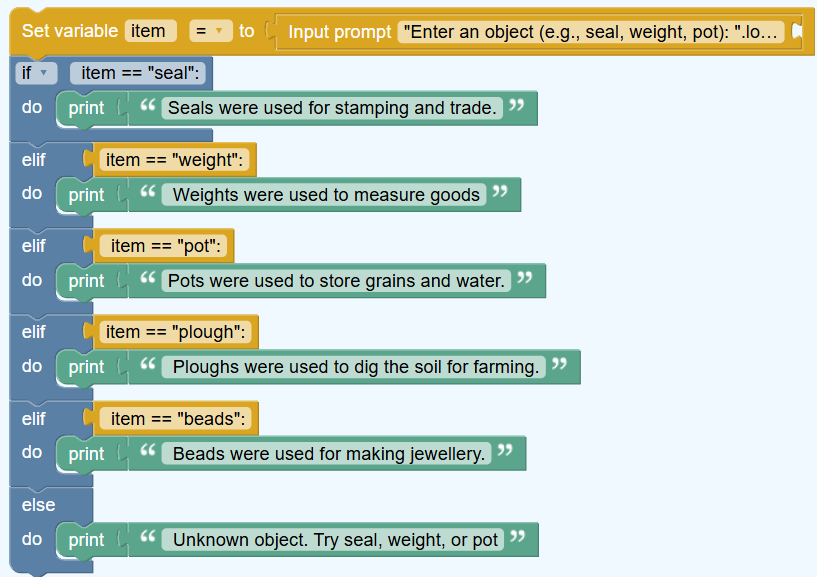 Set variable item = to Input prompt "Enter an object (e.g., seal, weight, pot): ".lo...
if item == "seal":
do print “ Seals were used for stamping and trade. ”
elif item == "weight":
do print “ Weights were used to measure goods ”
elif item == "pot":
do print “ Pots were used to store grains and water. ”
elif item == "plough":
do print “ Ploughs were used to dig the soil for farming. ”
elif item == "beads":
do print “ Beads were used for making jewellery. ”
else
do print “ Unknown object. Try seal, weight, or pot ”